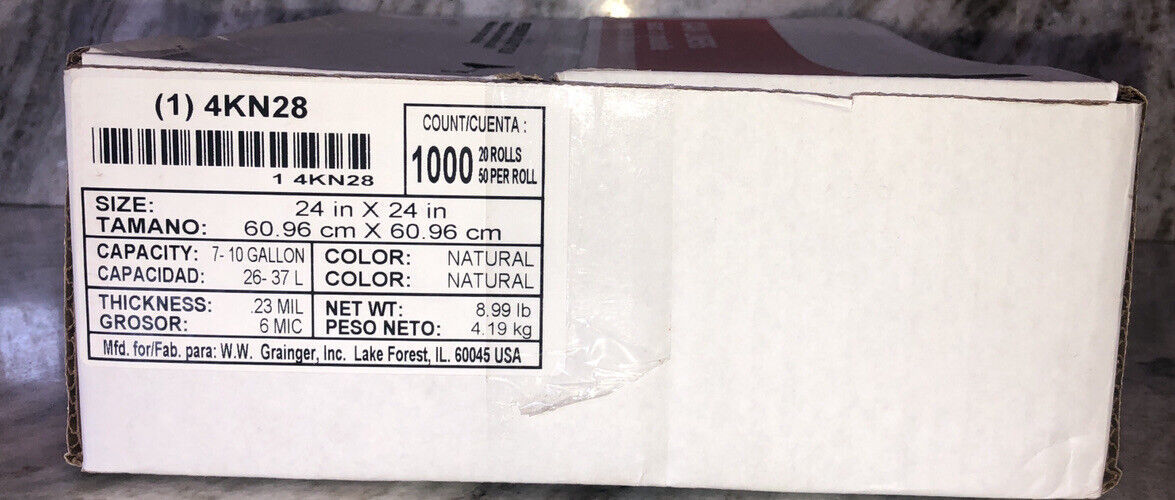 (1) 4KN28
1 4KN28
COUNT/CUENTA :
1000 20 ROLLS
50 PER ROLL
SIZE: 24 in X 24 in
TAMANO: 60.96 cm X 60.96 cm
CAPACITY: 7- 10 GALLON
CAPACIDAD: 26- 37 L
COLOR: NATURAL
COLOR: NATURAL
THICKNESS: .23 MIL
GROSOR: 6 MIC
NET WT: 8.99 lb
PESO NETO: 4.19 kg
Mfd. for/Fab. para: W.W. Grainger, Inc. Lake Forest, IL. 60045 USA